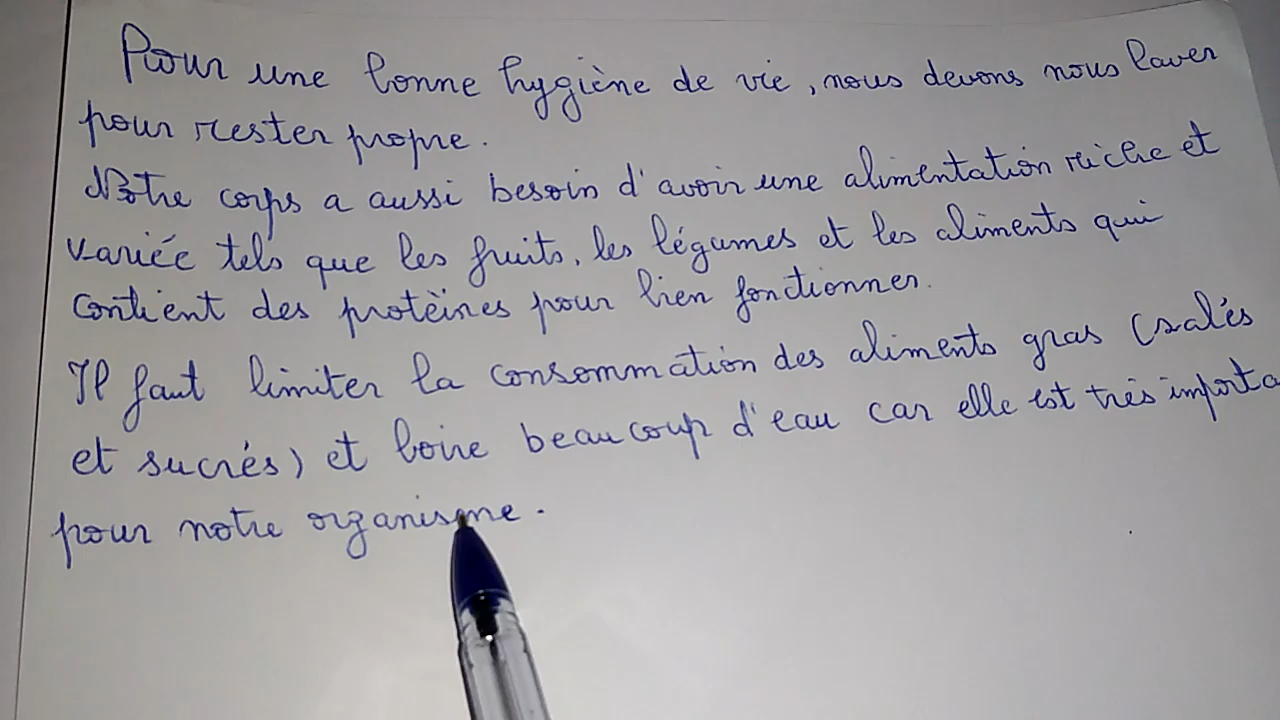 Pour une bonne hygiène de vie, nous devons nous laver
pour rester propre.
Notre corps a aussi besoin d'avoir une alimentation riche et
variée tels que les fruits, les légumes et les aliments qui
contient des protèines pour bien fonctionner.
Il faut limiter la consommation des aliments gras (salés
et sucrés) et boire beaucoup d'eau car elle est très importa
pour notre organisme.